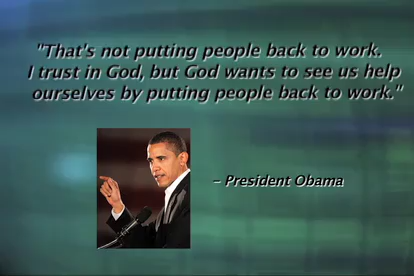 "That's not putting people back to work.
I trust in God, but God wants to see us help
ourselves by putting people back to work."
– President Obama